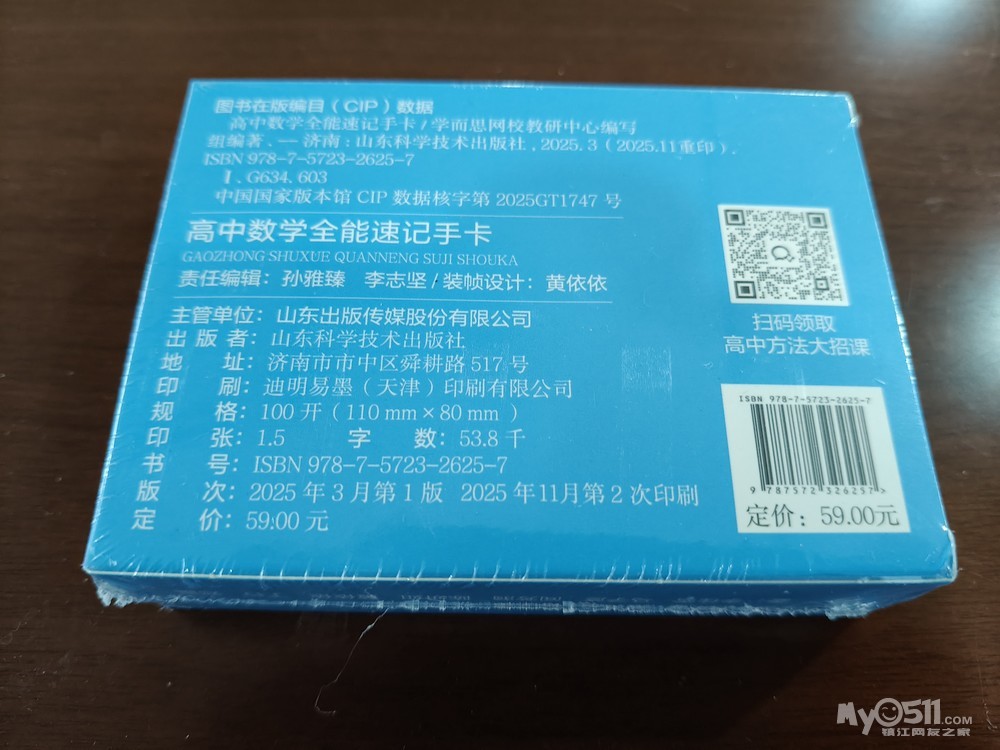 图书在版编目（CIP）数据
高中数学全能速记手卡/学而思网校教研中心编写
组编著. 一 济南：山东科学技术出版社，2025.3（2025.11重印）.
ISBN 978-7-5723-2625-7
Ⅰ. G634.603
中国国家版本馆 CIP 数据核字第 2025GT1747 号
高中数学全能速记手卡
GAOZHONG SHUXUE QUANNENG SUJI SHOUKA
责任编辑：孙雅臻 李志坚/装帧设计：黄依依
主管单位：山东出版传媒股份有限公司
出 版 者：山东科学技术出版社
地 址：济南市市中区舜耕路 517 号
印 刷：迪明易墨（天津）印刷有限公司
规 格：100 开（110 mm×80 mm ）
印 张：1.5 字 数：53.8 千
书 号：ISBN 978-7-5723-2625-7
版 次：2025 年 3 月第 1 版 2025 年11月第 2 次印刷
定 价：59.00 元
扫码领取
高中方法大招课
ISBN 978-7-5723-2625-7
9 787572 326257>
定价：59.00元
My0511.COM
镇江网友之家